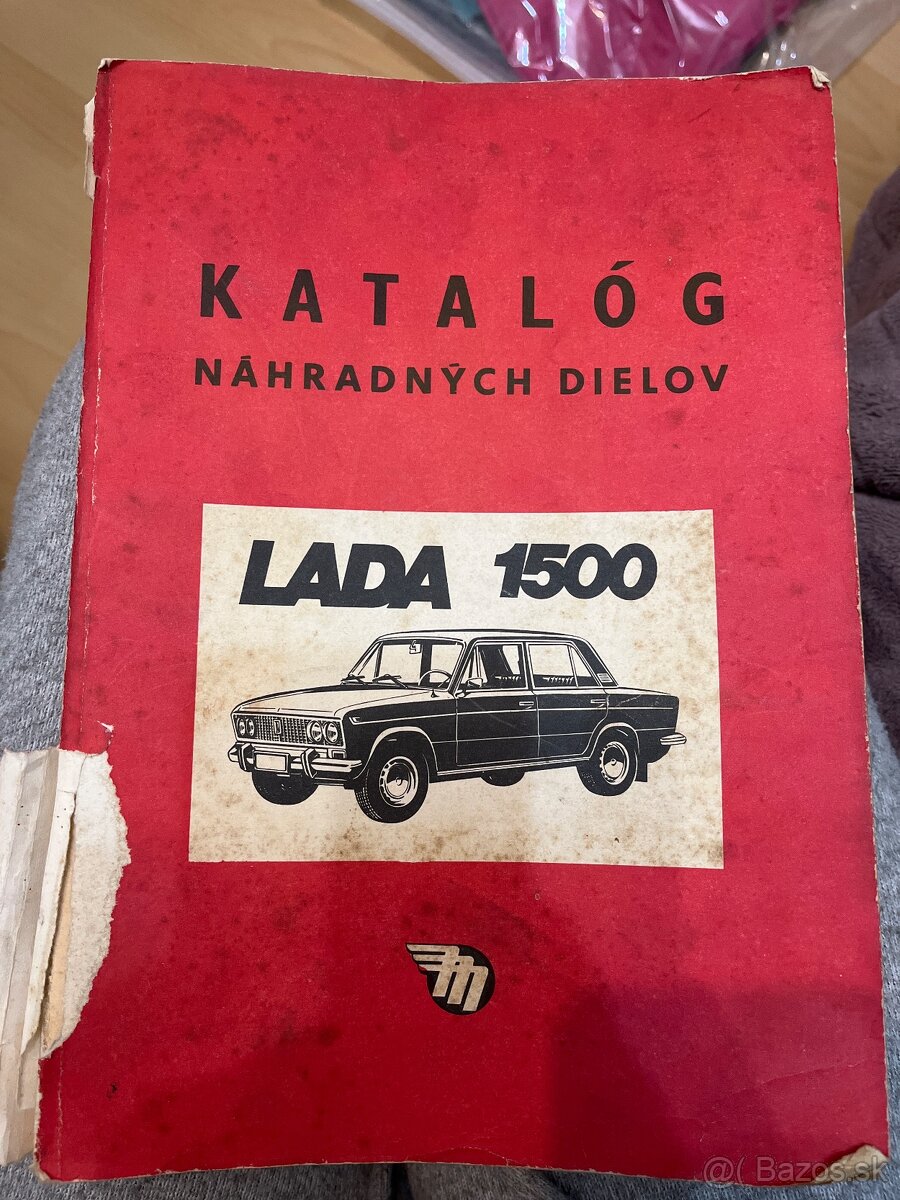 KATALÓG
NÁHRADNÝCH DIELOV
LADA 1500
m
@( Bazos.sk